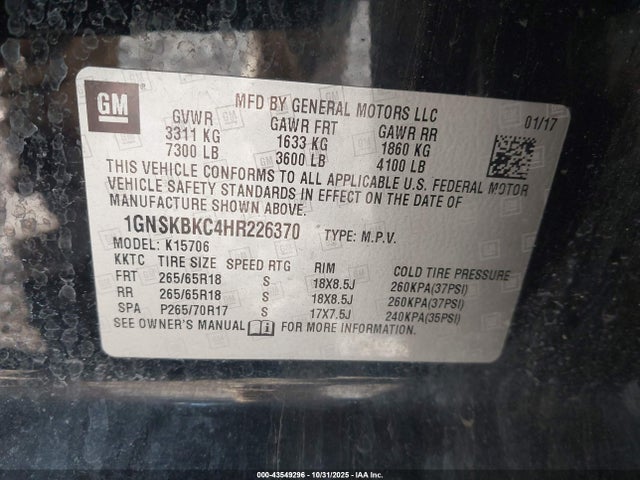 GM
MFD BY GENERAL MOTORS LLC
01/17
GVWR GAWR FRT GAWR RR
3311 KG 1633 KG 1860 KG
7300 LB 3600 LB 4100 LB
THIS VEHICLE CONFORMS TO ALL APPLICABLE U.S. FEDERAL MOTOR
VEHICLE SAFETY STANDARDS IN EFFECT ON THE DATE OF
MANUFACTURE SHOWN ABOVE.
1GNSKBKC4HR226370 TYPE: M.P.V.
MODEL: K15706
KKTC TIRE SIZE SPEED RTG RIM COLD TIRE PRESSURE
FRT 265/65R18 S 18X8.5J 260KPA(37PSI)
RR 265/65R18 S 18X8.5J 260KPA(37PSI)
SPA P265/70R17 S 17X7.5J 240KPA(35PSI)
SEE OWNER'S MANUAL FOR MORE INFORMATION.
000-43549296 - 10/31/2025 - IAA Inc.